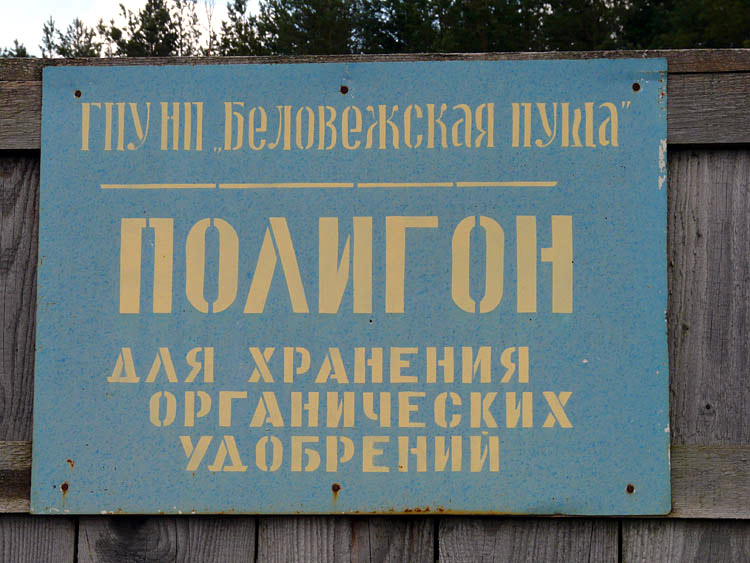 ГПУ НП „Беловежская пуща”
ПОЛИГОН
ДЛЯ ХРАНЕНИЯ
ОРГАНИЧЕСКИХ
УДОБРЕНИЙ